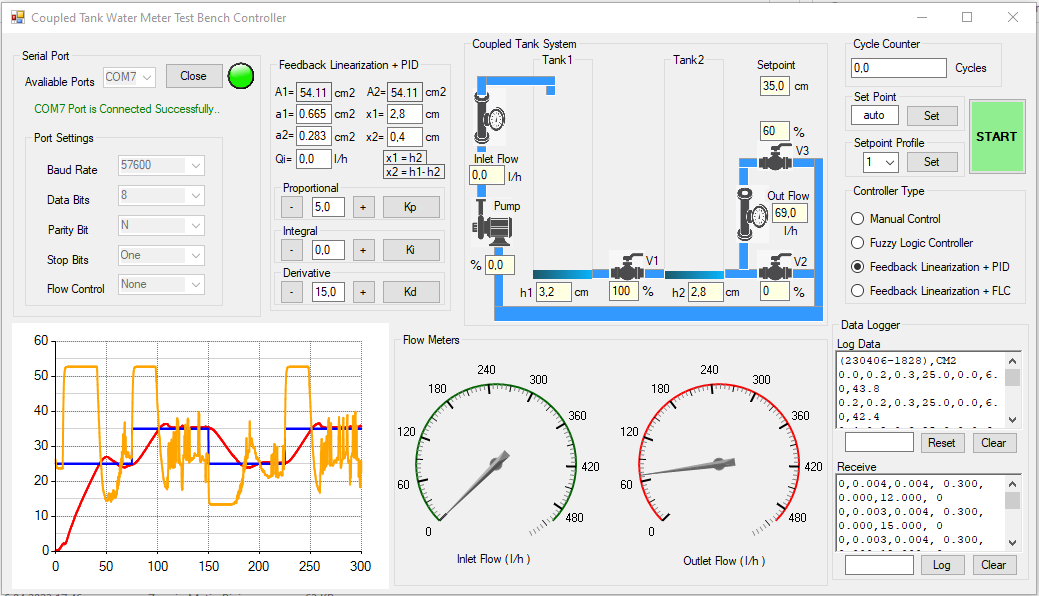 Coupled Tank Water Meter Test Bench Controller
Serial Port
Avaliable Ports COM7 Close
COM7 Port is Connected Successfully..
Port Settings
Baud Rate 57600
Data Bits 8
Parity Bit N
Stop Bits One
Flow Control None
Feedback Linearization + PID
A1= 54.11 cm2 A2= 54.11 cm2
a1= 0.665 cm2 x1= 2,8 cm
a2= 0.283 cm2 x2= 0,4 cm
Qi= 0,0 l/h x1 = h2
x2 = h1- h2
Proportional
- 5,0 + Kp
Integral
- 0,0 + Ki
Derivative
- 15,0 + Kd
Coupled Tank System
Tank1
Tank2
Setpoint
35,0 cm
60 %
V3
Inlet Flow
0,0 l/h
Pump
% 0,0
Out Flow
69,0
l/h
V1
V2
h1 3,2 cm 100 % h2 2,8 cm 0 %
Cycle Counter
0,0 Cycles
Set Point
auto Set
Setpoint Profile
1 Set
START
Controller Type
Manual Control
Fuzzy Logic Controller
Feedback Linearization + PID
Feedback Linearization + FLC
60
50
40
30
20
10
0
0 50 100 150 200 250 300
Flow Meters
0 60 120 180 240 300 360 420 480
Inlet Flow ( l/h )
0 60 120 180 240 300 360 420 480
Outlet Flow ( l/h )
Data Logger
Log Data
(230406-1828),CM2
0.0,0.2,0.3,25.0,0.0,6.
0,43.8
0.2,0.2,0.3,25.0,0.0,6.
0,42.4
Reset Clear
Receive
0,0.004,0.004, 0.300,
0.000,12.000, 0
0,0.003,0.004, 0.300,
0.000,15.000, 0
0,0.003,0.004, 0.300,
Log Clear